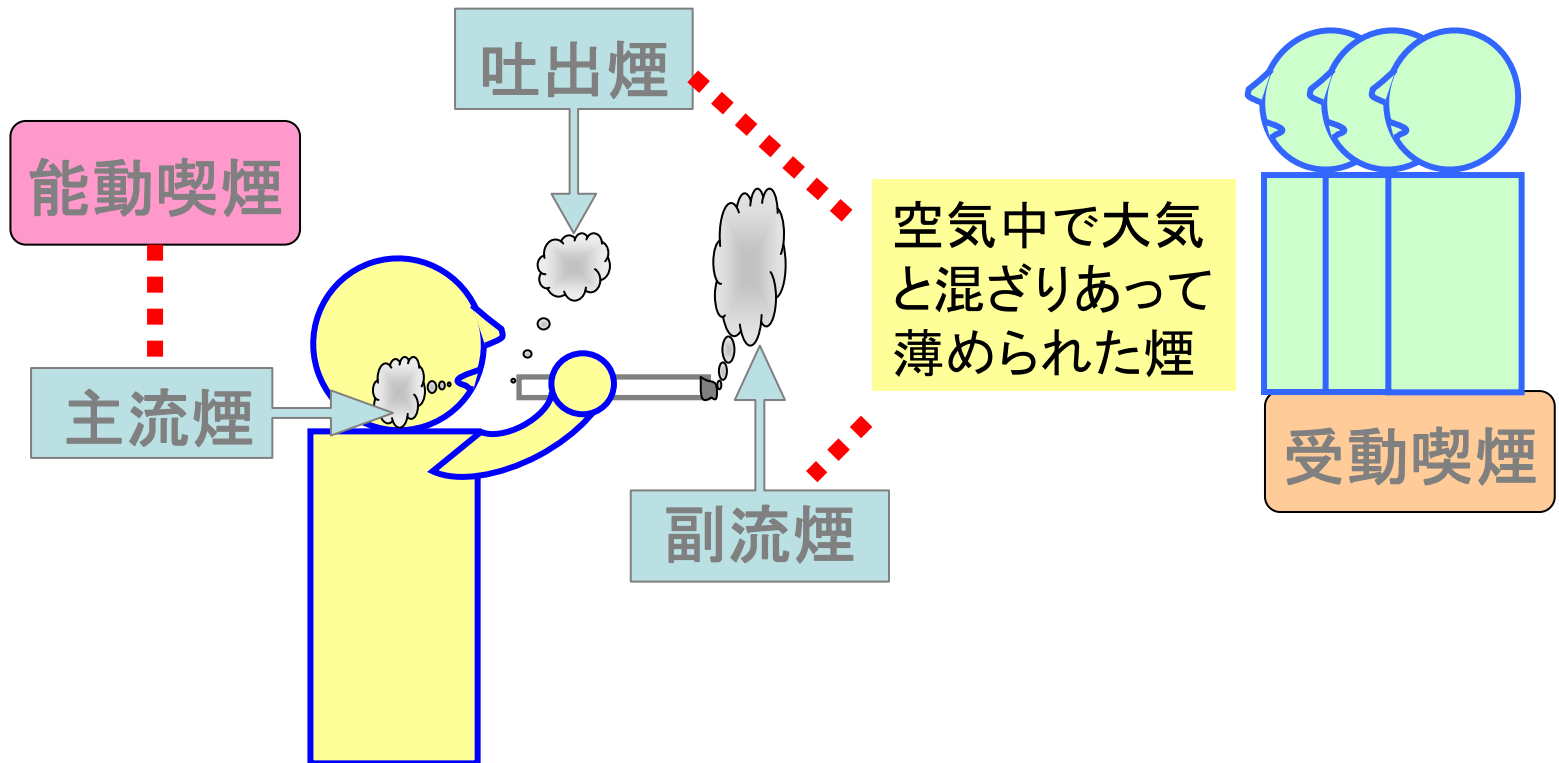 吐出煙
能動喫煙
空気中で大気
と混ざりあって
薄められた煙
主流煙
受動喫煙
副流煙